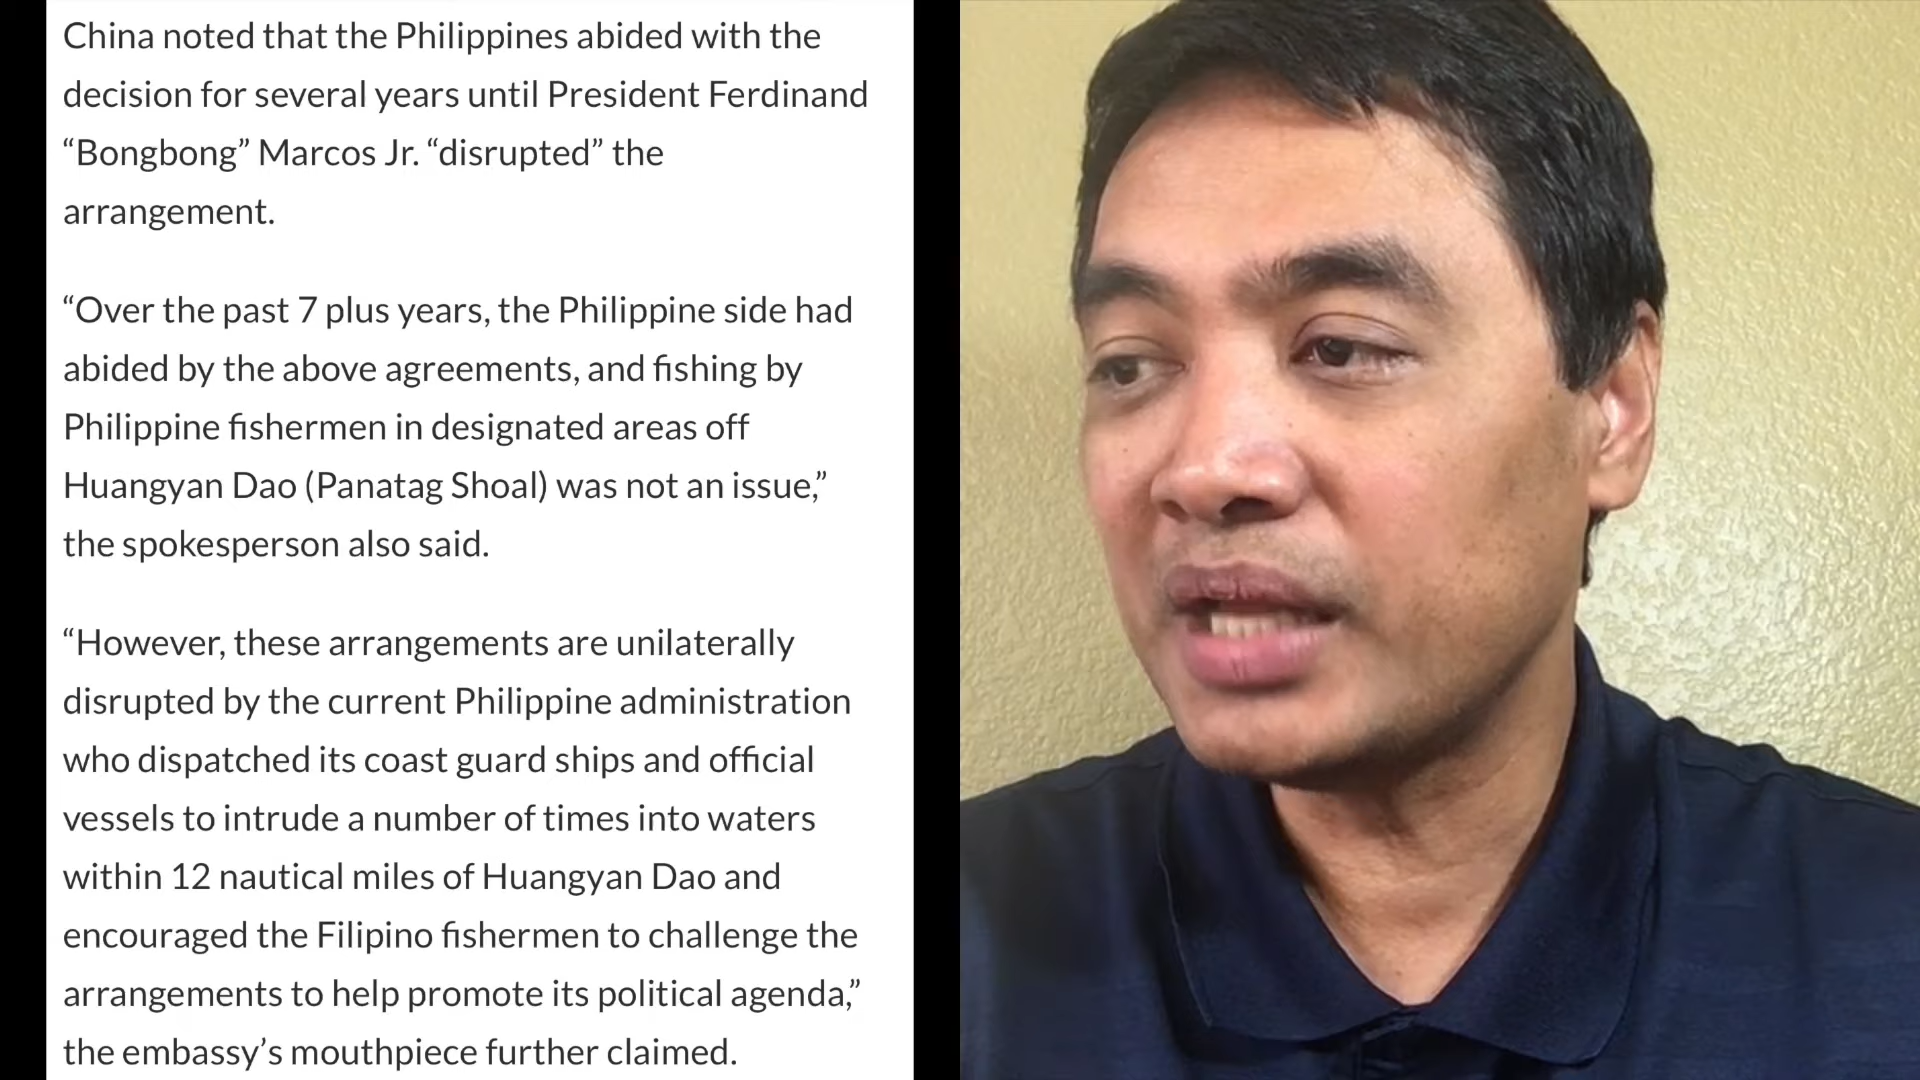 China noted that the Philippines abided with the
decision for several years until President Ferdinand
“Bongbong” Marcos Jr. “disrupted” the
arrangement.
“Over the past 7 plus years, the Philippine side had
abided by the above agreements, and fishing by
Philippine fishermen in designated areas off
Huangyan Dao (Panatag Shoal) was not an issue,”
the spokesperson also said.
“However, these arrangements are unilaterally
disrupted by the current Philippine administration
who dispatched its coast guard ships and official
vessels to intrude a number of times into waters
within 12 nautical miles of Huangyan Dao and
encouraged the Filipino fishermen to challenge the
arrangements to help promote its political agenda,”
the embassy’s mouthpiece further claimed.